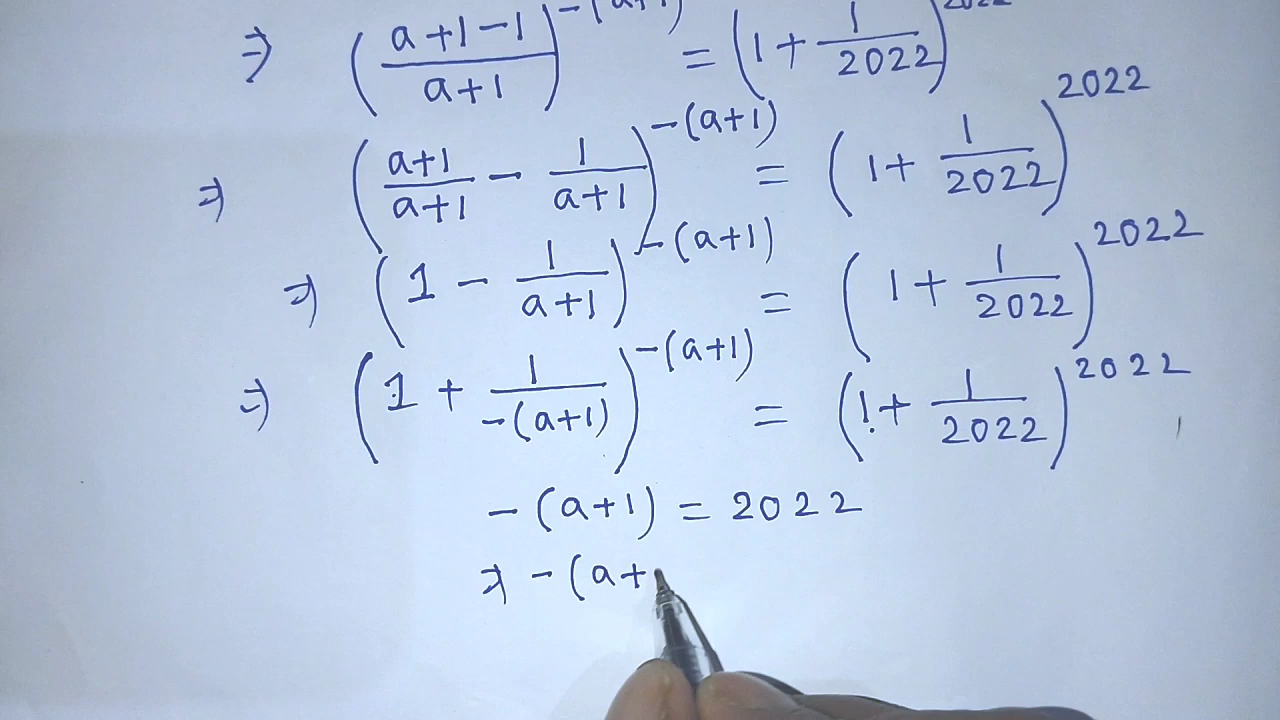 ⇒ ((a+1-1)/(a+1))^-(a+1) = (1 + 1/2022)^2022
⇒ ((a+1)/(a+1) - 1/(a+1))^-(a+1) = (1 + 1/2022)^2022
⇒ (1 - 1/(a+1))^-(a+1) = (1 + 1/2022)^2022
⇒ (1 + 1/(-(a+1)))^-(a+1) = (1 + 1/2022)^2022
-(a+1) = 2022
⇒ -(a+